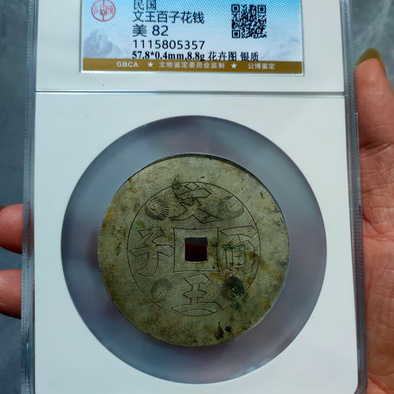 民国
文王百子花钱
美 82
1115805357
57.8*0.4mm,8.8g 花卉图 银质
GBCA ★ 文物鉴定委员会监制 ★ 公博鉴定
文
子 百
王